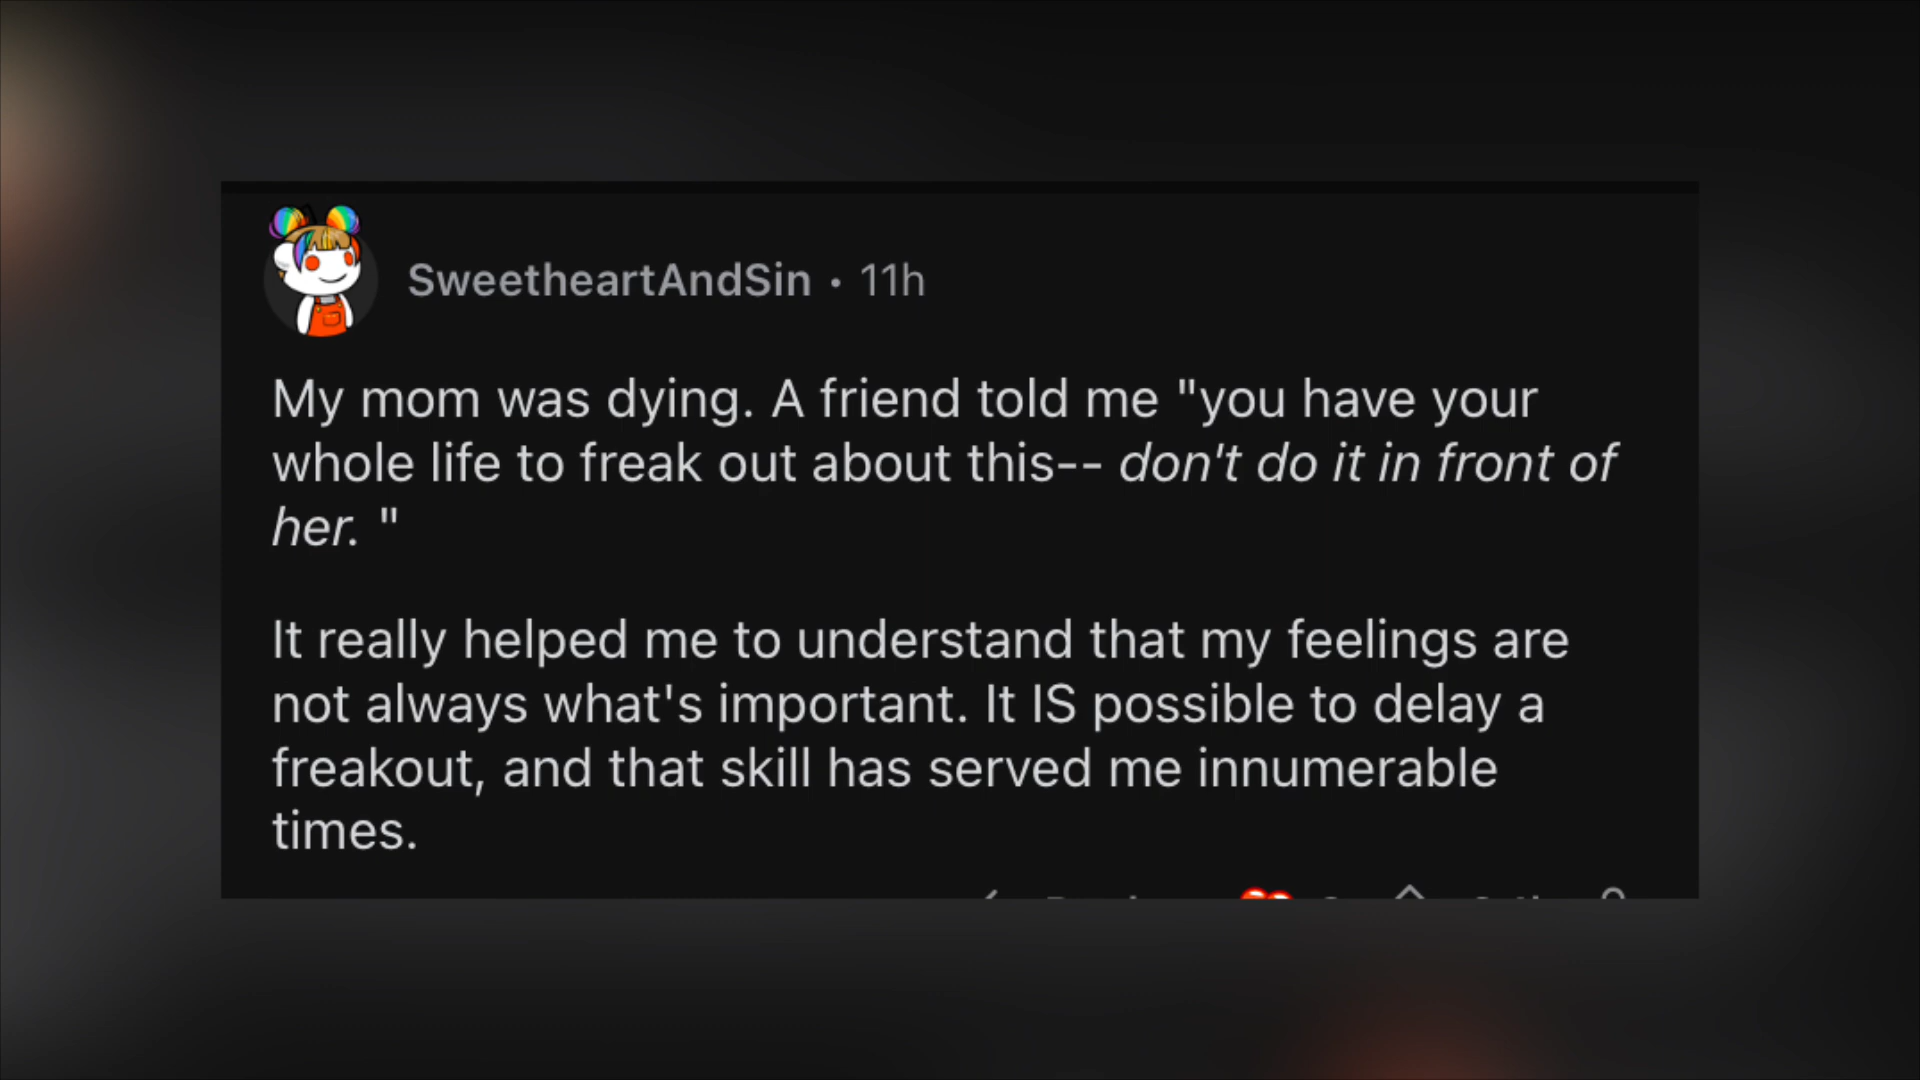 SweetheartAndSin • 11h
My mom was dying. A friend told me "you have your
whole life to freak out about this-- don't do it in front of
her. "
It really helped me to understand that my feelings are
not always what's important. It IS possible to delay a
freakout, and that skill has served me innumerable
times.